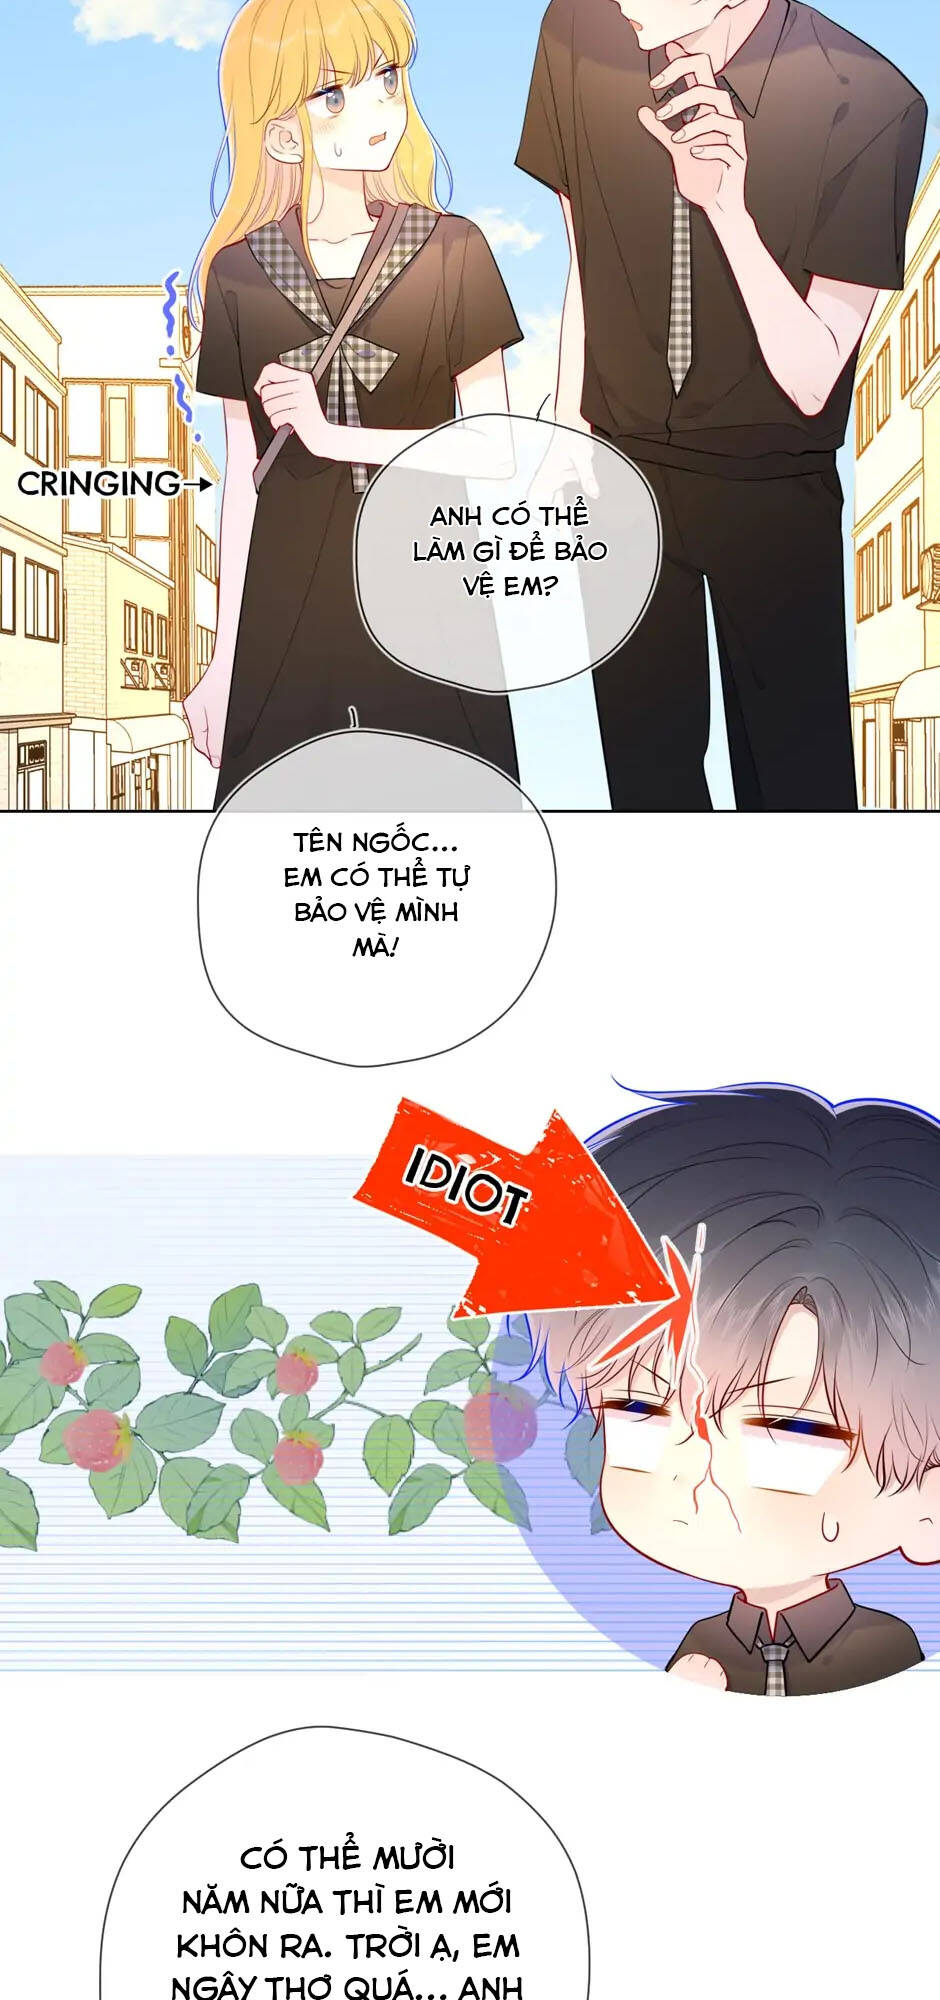 CRINGING→
ANH CÓ THỂ
LÀM GÌ ĐỂ BẢO
VỆ EM?
TÊN NGỐC...
EM CÓ THỂ TỰ
BẢO VỆ MÌNH
MÀ!
IDIOT
CÓ THỂ MƯỜI
NĂM NỮA THÌ EM MỚI
KHÔN RA. TRỜI Ạ, EM
NGÂY THƠ QUÁ... ANH